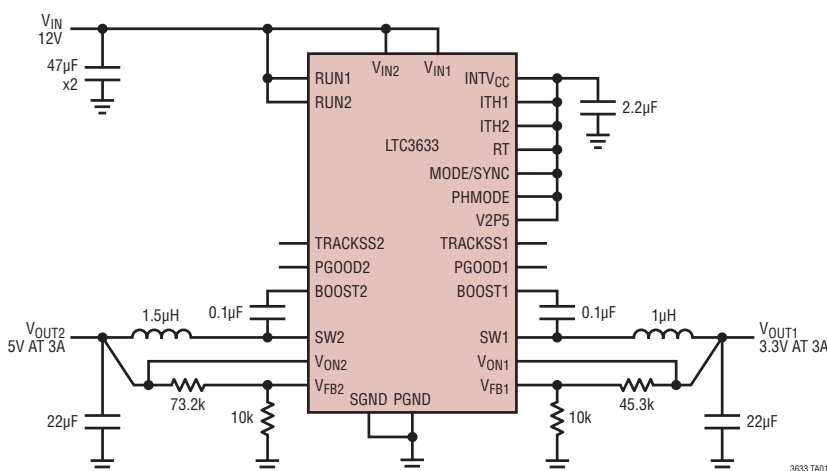 VIN
12V
47µF
x2
RUN1
RUN2
VIN2
VIN1
INTVCC
ITH1
ITH2
RT
MODE/SYNC
PHMODE
V2P5
LTC3633
2.2µF
TRACKSS2
PGOOD2
BOOST2
TRACKSS1
PGOOD1
BOOST1
1.5µH
0.1µF
0.1µF
1µH
VOUT2
5V AT 3A
SW2
SW1
VOUT1
3.3V AT 3A
VON2
VON1
VFB2
VFB1
73.2k
45.3k
SGND PGND
22µF
10k
10k
22µF
3633 TA01